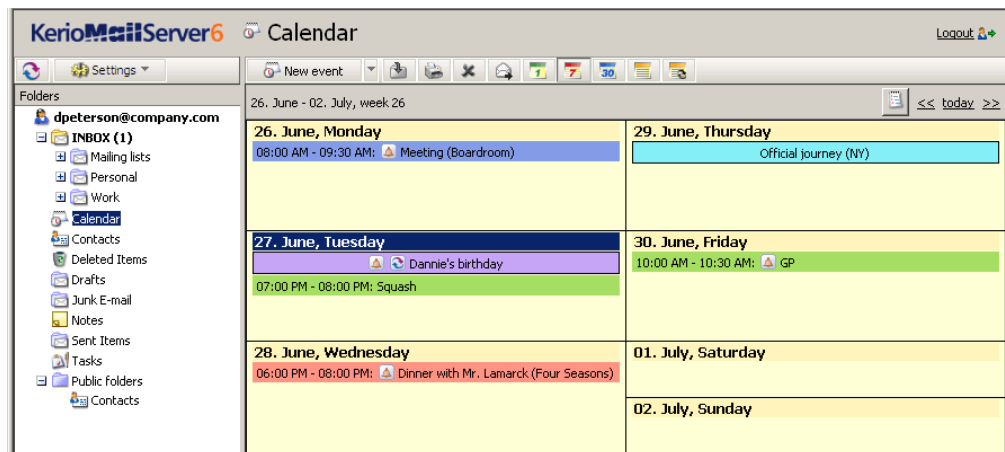 KerioMailServer6
Calendar
Logout
Settings
New event
1
7
30
Folders
26. June - 02. July, week 26
<< today >>
dpeterson@company.com
INBOX (1)
Mailing lists
Personal
Work
Calendar
Contacts
Deleted Items
Drafts
Junk E-mail
Notes
Sent Items
Tasks
Public folders
Contacts
26. June, Monday
08:00 AM - 09:30 AM: Meeting (Boardroom)
27. June, Tuesday
Dannie's birthday
07:00 PM - 08:00 PM: Squash
28. June, Wednesday
06:00 PM - 08:00 PM: Dinner with Mr. Lamarck (Four Seasons)
29. June, Thursday
Official journey (NY)
30. June, Friday
10:00 AM - 10:30 AM: GP
01. July, Saturday
02. July, Sunday